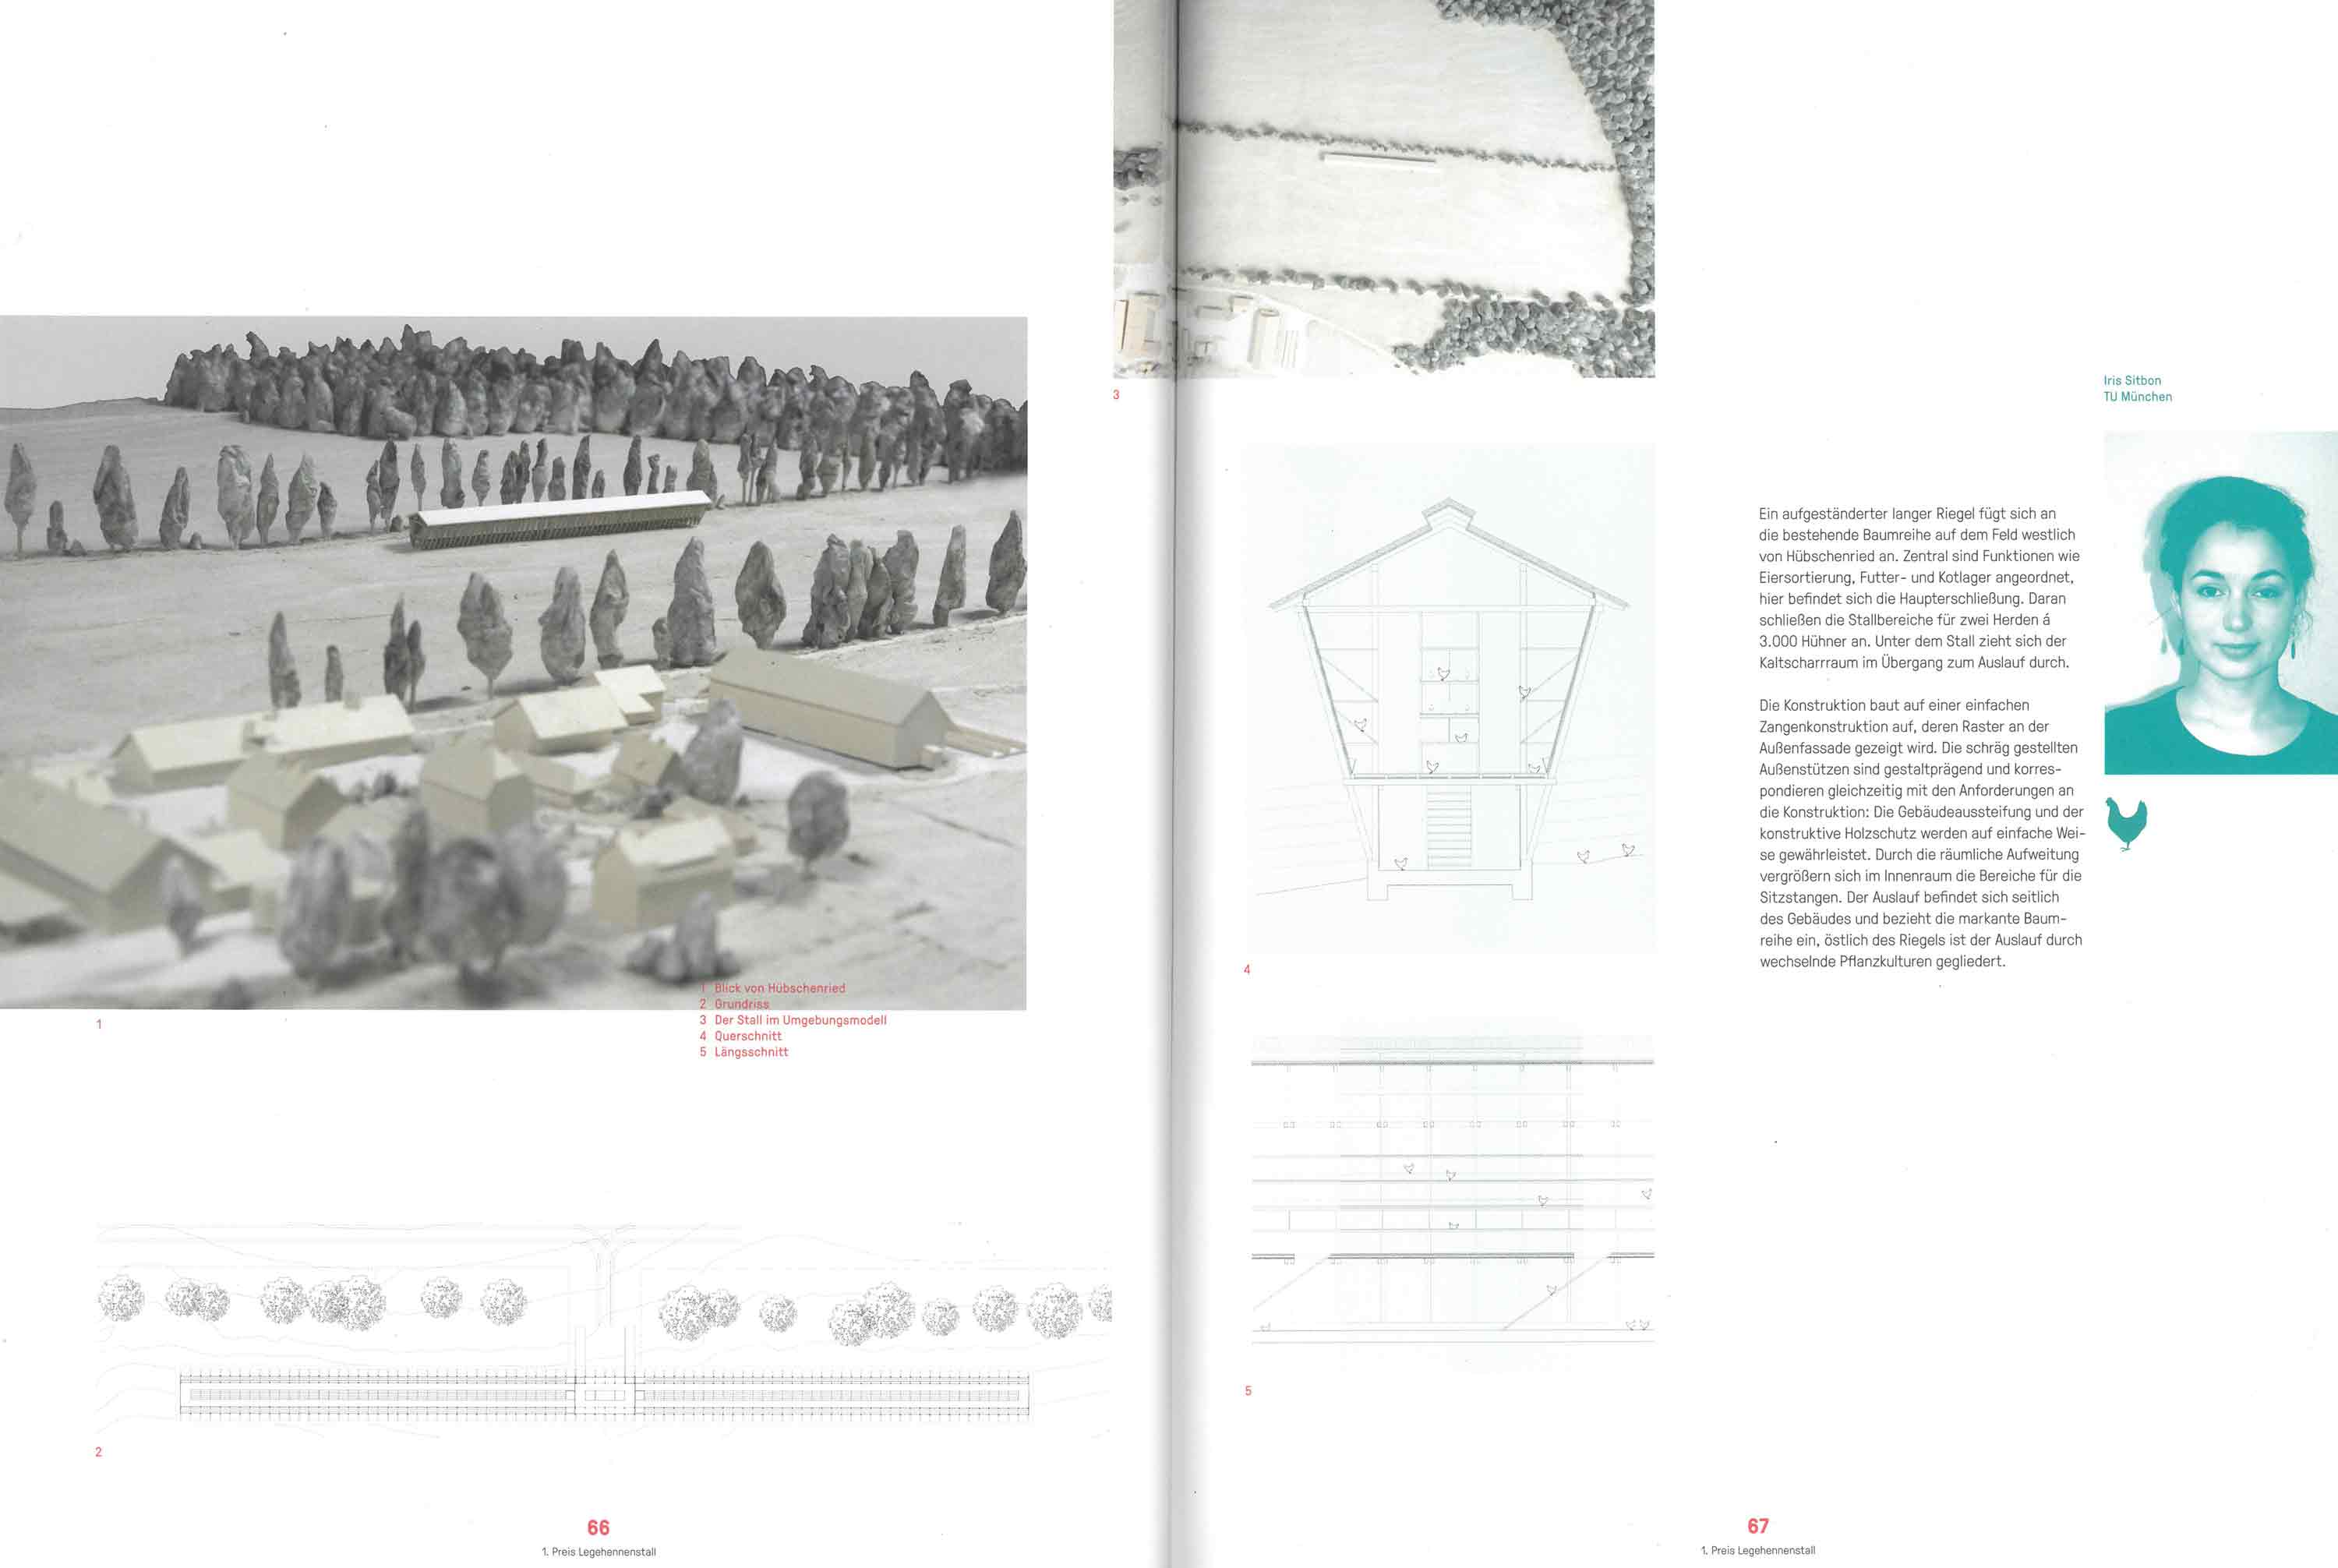 1
1 Blick von Hübschenried
2 Grundriss
3 Der Stall im Umgebungsmodell
4 Querschnitt
5 Längsschnitt
2
66
1. Preis Legehennenstall
3
4
5
Iris Sitbon
TU München
Ein aufgeständerter langer Riegel fügt sich an
die bestehende Baumreihe auf dem Feld westlich
von Hübschenried an. Zentral sind Funktionen wie
Eiersortierung, Futter- und Kotlager angeordnet,
hier befindet sich die Haupterschließung. Daran
schließen die Stallbereiche für zwei Herden á
3.000 Hühner an. Unter dem Stall zieht sich der
Kaltscharrraum im Übergang zum Auslauf durch.
Die Konstruktion baut auf einer einfachen
Zangenkonstruktion auf, deren Raster an der
Außenfassade gezeigt wird. Die schräg gestellten
Außenstützen sind gestaltprägend und korres-
pondieren gleichzeitig mit den Anforderungen an
die Konstruktion: Die Gebäudeaussteifung und der
konstruktive Holzschutz werden auf einfache Wei-
se gewährleistet. Durch die räumliche Aufweitung
vergrößern sich im Innenraum die Bereiche für die
Sitzstangen. Der Auslauf befindet sich seitlich
des Gebäudes und bezieht die markante Baum-
reihe ein, östlich des Riegels ist der Auslauf durch
wechselnde Pflanzkulturen gegliedert.
67
1. Preis Legehennenstall